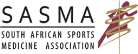 SASMA
SOUTH AFRICAN SPORTS
MEDICINE ASSOCIATION